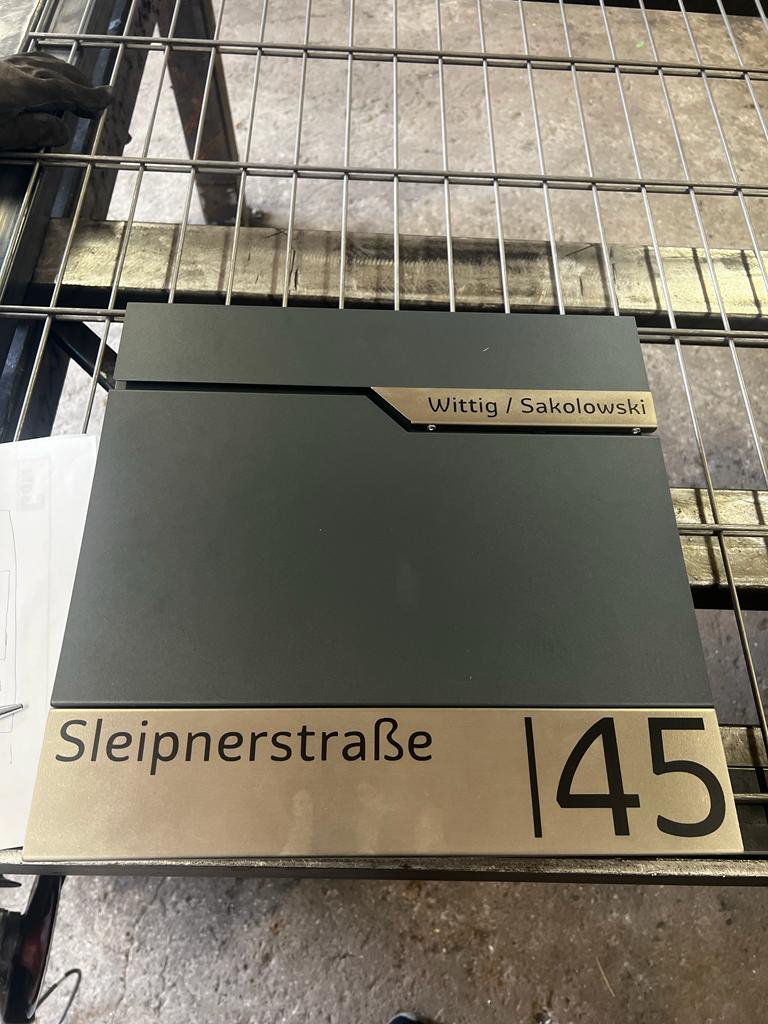 Wittig / Sakolowski
Sleipnerstraße |45